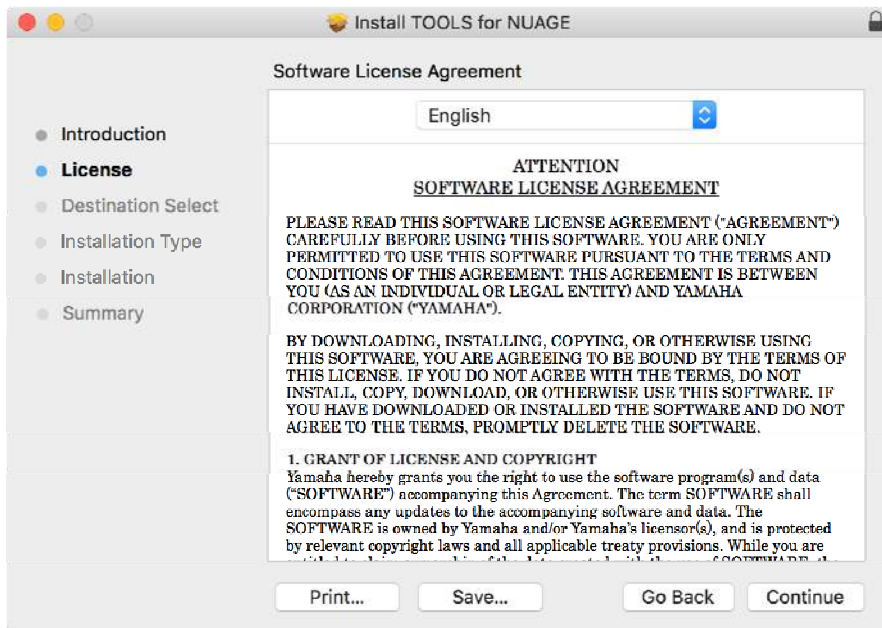 Install TOOLS for NUAGE
Software License Agreement
Introduction
License
Destination Select
Installation Type
Installation
Summary
English
ATTENTION
SOFTWARE LICENSE AGREEMENT
PLEASE READ THIS SOFTWARE LICENSE AGREEMENT ("AGREEMENT")
CAREFULLY BEFORE USING THIS SOFTWARE. YOU ARE ONLY
PERMITTED TO USE THIS SOFTWARE PURSUANT TO THE TERMS AND
CONDITIONS OF THIS AGREEMENT. THIS AGREEMENT IS BETWEEN
YOU (AS AN INDIVIDUAL OR LEGAL ENTITY) AND YAMAHA
CORPORATION ("YAMAHA").
BY DOWNLOADING, INSTALLING, COPYING, OR OTHERWISE USING
THIS SOFTWARE, YOU ARE AGREEING TO BE BOUND BY THE TERMS OF
THIS LICENSE. IF YOU DO NOT AGREE WITH THE TERMS, DO NOT
INSTALL, COPY, DOWNLOAD, OR OTHERWISE USE THIS SOFTWARE. IF
YOU HAVE DOWNLOADED OR INSTALLED THE SOFTWARE AND DO NOT
AGREE TO THE TERMS, PROMPTLY DELETE THE SOFTWARE.
1. GRANT OF LICENSE AND COPYRIGHT
Yamaha hereby grants you the right to use the software program(s) and data
(“SOFTWARE”) accompanying this Agreement. The term SOFTWARE shall
encompass any updates to the accompanying software and data. The
SOFTWARE is owned by Yamaha and/or Yamaha’s licensor(s), and is protected
by relevant copyright laws and all applicable treaty provisions. While you are
Print...
Save...
Go Back
Continue